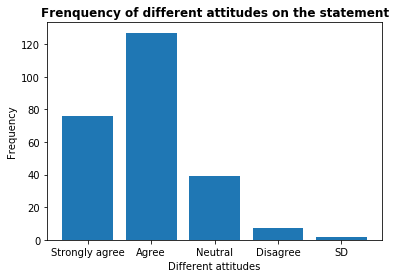 Frenquency of different attitudes on the statement
Frequency
120
100
80
60
40
20
0
Strongly agree Agree Neutral Disagree SD
Different attitudes